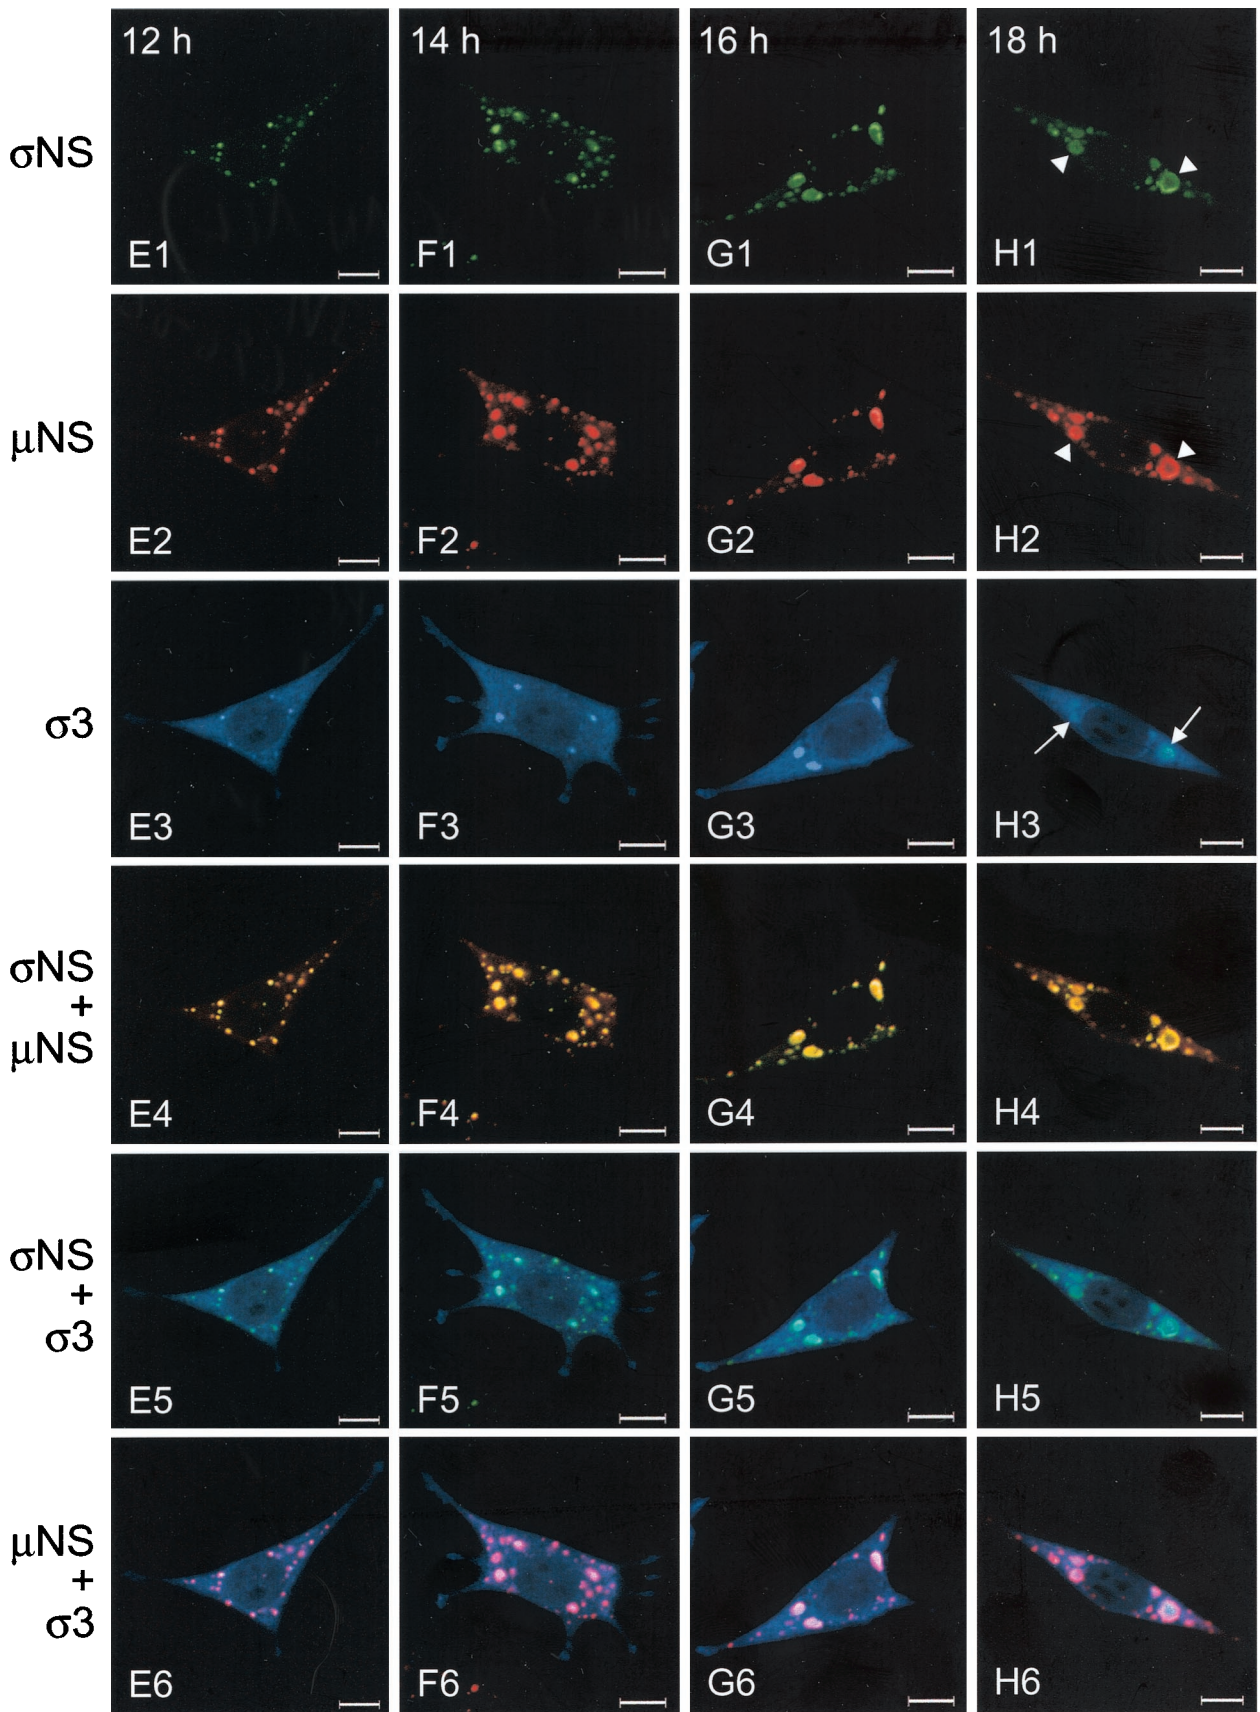 12 h 14 h 16 h 18 h
σNS
E1 F1 G1 H1
μNS
E2 F2 G2 H2
σ3
E3 F3 G3 H3
σNS
+
μNS
E4 F4 G4 H4
σNS
+
σ3
E5 F5 G5 H5
μNS
+
σ3
E6 F6 G6 H6